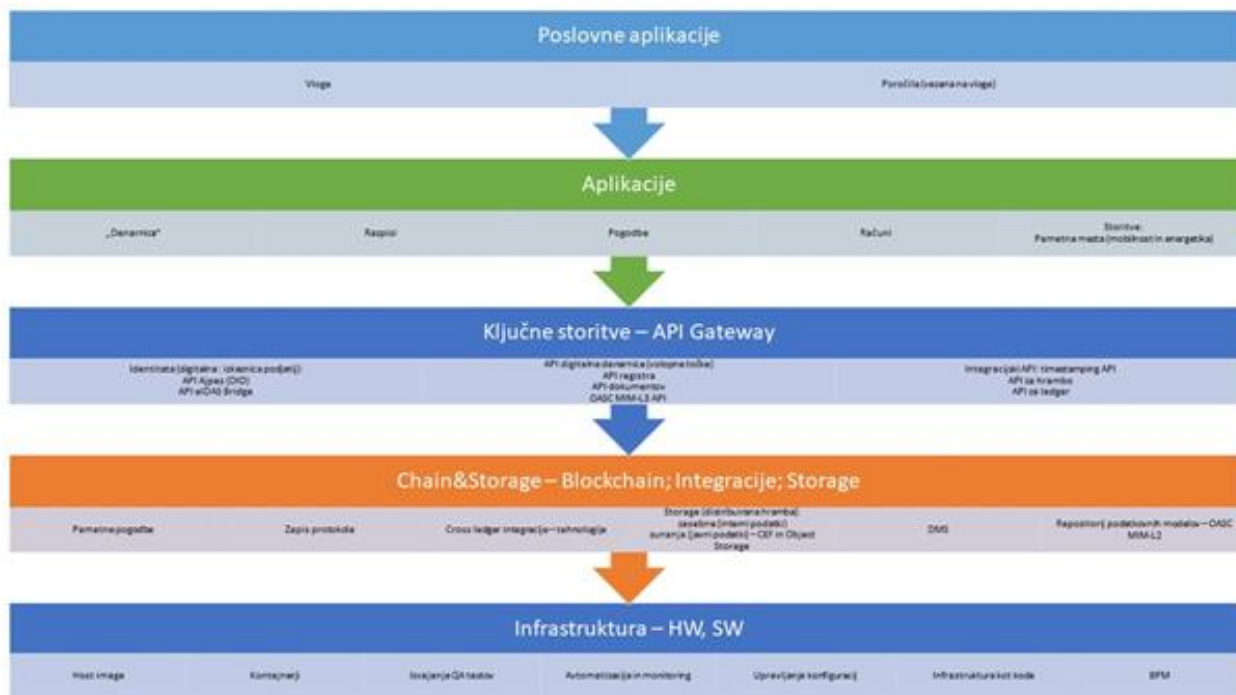 Poslovne aplikacije
Vloge
Poročila (vezana na vloge)
Aplikacije
„Denarnica“
Razpisi
Pogodbe
Računi
Storitve:
Pametna mesta (mobilnost in energetika)
Ključne storitve – API Gateway
Identiteta (digitalna: izkaznica podjetij):
API Ajpes (DID)
API eIDAS Bridge
API digitalne denarnice (vstopna točka)
API registra
API dokumentov
OASC MIM-L3 API
Integracijski API: timestamping API
API za hrambo
API za ledger
Chain&Storage – Blockchain; Integracije; Storage
Pametne pogodbe
Zapis protokola
Cross ledger integracije – tehnologije
Storage (distribuirana hramba):
zasebna (interni podatki)
zunanja (javni podatki) – CEF in Object
Storage
DMS
Repozitorij podatkovnih modelov – OASC
MIM-L2
Infrastruktura – HW, SW
Host image
Kontejnerji
Izvajanje QA testov
Avtomatizacija in monitoring
Upravljanje konfiguracij
Infrastruktura kot koda
BPM